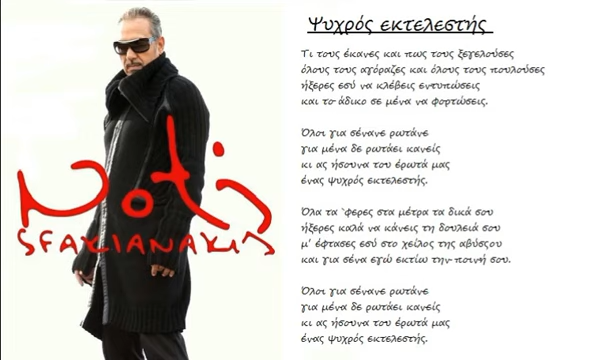 Noti
SFAKIANAKIS
Ψυχρός εκτελεστής
Τι τους έκανες και πως τους ξεγελούσες
όλους τους αγόραζες και όλους τους πουλούσες
ήξερες εσύ να κλέβεις εντυπώσεις
και το άδικο σε μένα να φορτώσεις.
Όλοι για σένανε ρωτάνε
για μένα δε ρωτάει κανείς
κι ας ήσουνα του έρωτά μας
ένας ψυχρός εκτελεστής.
Όλα τα 'φερες στα μέτρα τα δικά σου
ήξερες καλά να κάνεις τη δουλειά σου
μ' έφτασες εσύ στο χείλος της αβύσσου
και για σένα εγώ εκτίω την ποινή σου.
Όλοι για σένανε ρωτάνε
για μένα δε ρωτάει κανείς
κι ας ήσουνα του έρωτά μας
ένας ψυχρός εκτελεστής.